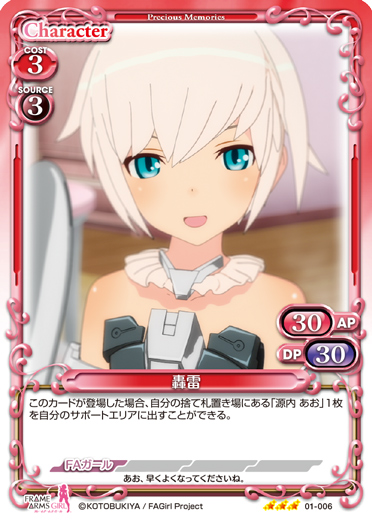 Precious Memories
Character
COST
3
SOURCE
3
30 AP
DP 30
轟雷
このカードが登場した場合、自分の捨て札置き場にある「源内 あお」1枚
を自分のサポートエリアに出すことができる。
FAガール
あお、早くよくなってくださいね。
FRAME
ARMS GIRL
©KOTOBUKIYA / FAGirl Project
01-006